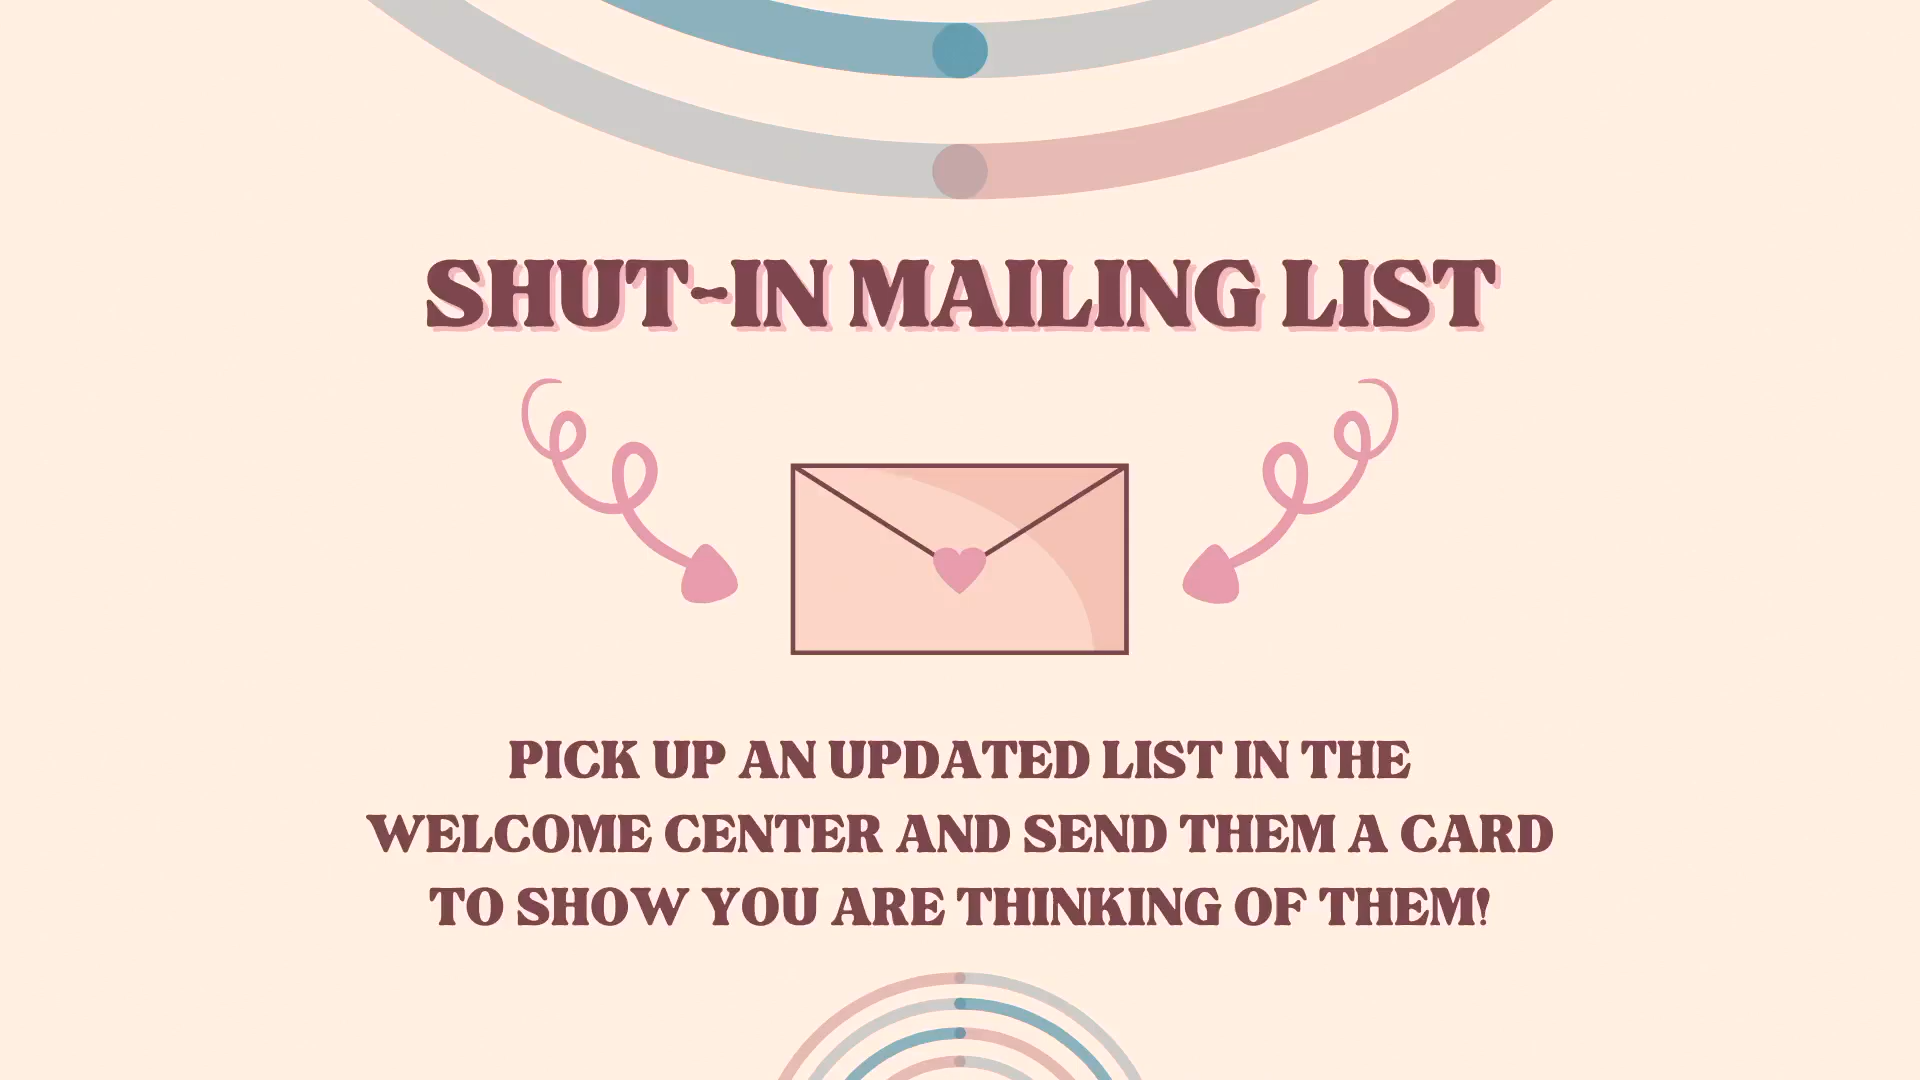 SHUT-IN MAILING LIST
PICK UP AN UPDATED LIST IN THE
WELCOME CENTER AND SEND THEM A CARD
TO SHOW YOU ARE THINKING OF THEM!